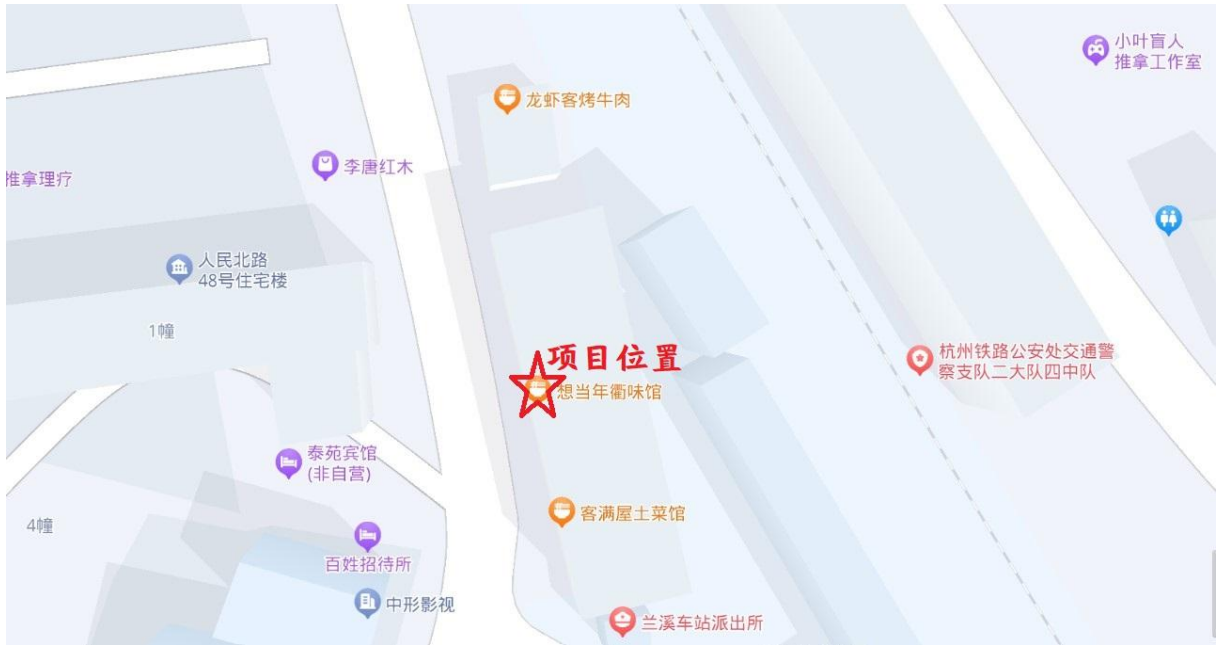 小叶盲人
推拿工作室
龙虾客烤牛肉
李唐红木
推拿理疗
人民北路
48号住宅楼
1幢
项目位置
杭州铁路公安处交通警
察支队二大队四中队
想当年衢味馆
泰苑宾馆
(非自营)
客满屋土菜馆
4幢
百姓招待所
中形影视
兰溪车站派出所